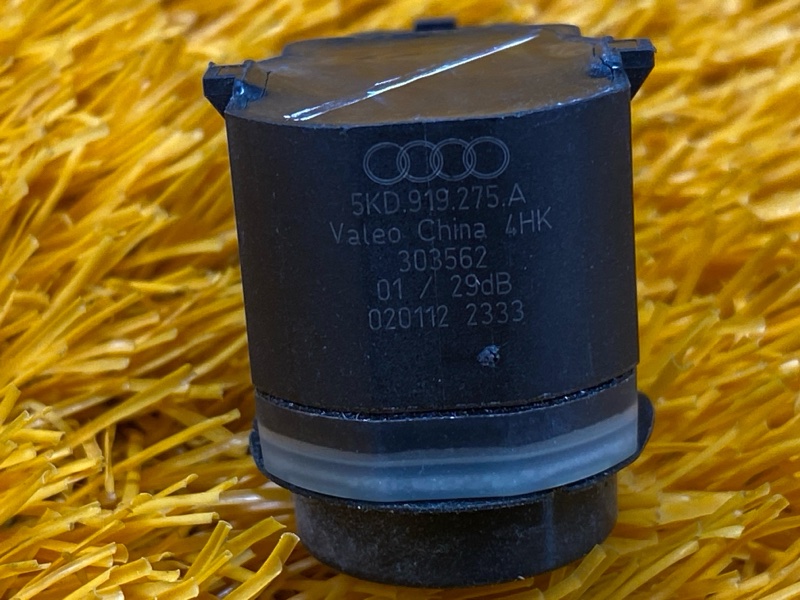 5KD.919.275.A
Valeo China 4HK
303562
01 / 29dB
020112 2333